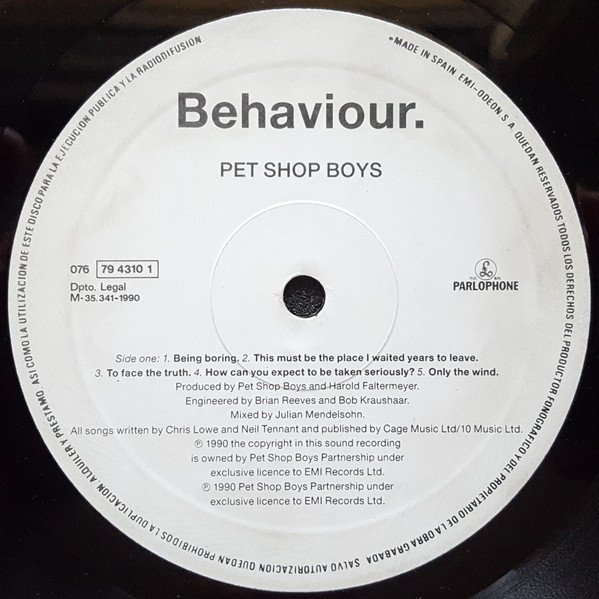 Behaviour.
PET SHOP BOYS
076 79 4310 1
Dpto. Legal
M-35.341-1990
PARLOPHONE
Side one: 1. Being boring. 2. This must be the place I waited years to leave.
3. To face the truth. 4. How can you expect to be taken seriously? 5. Only the wind.
Produced by Pet Shop Boys and Harold Faltermeyer.
Engineered by Brian Reeves and Bob Kraushaar.
Mixed by Julian Mendelsohn.
All songs written by Chris Lowe and Neil Tennant and published by Cage Music Ltd/10 Music Ltd.
℗ 1990 the copyright in this sound recording
is owned by Pet Shop Boys Partnership under
exclusive licence to EMI Records Ltd.
℗ 1990 Pet Shop Boys Partnership under
exclusive licence to EMI Records Ltd.
•MADE IN SPAIN EMI-ODEON. S. A. QUEDAN RESERVADOS TODOS LOS DERECHOS DEL PRODUCTOR FONOGRAFICO Y DEL PROPIETARIO DE LA OBRA GRABADA. SALVO AUTORIZACION QUEDAN PROHIBIDOS LA DUPLICACION ALQUILER Y PRESTAMO, ASI COMO LA UTILIZACION DE ESTE DISCO PARA LA EJECUCION PUBLICA Y LA RADIODIFUSION